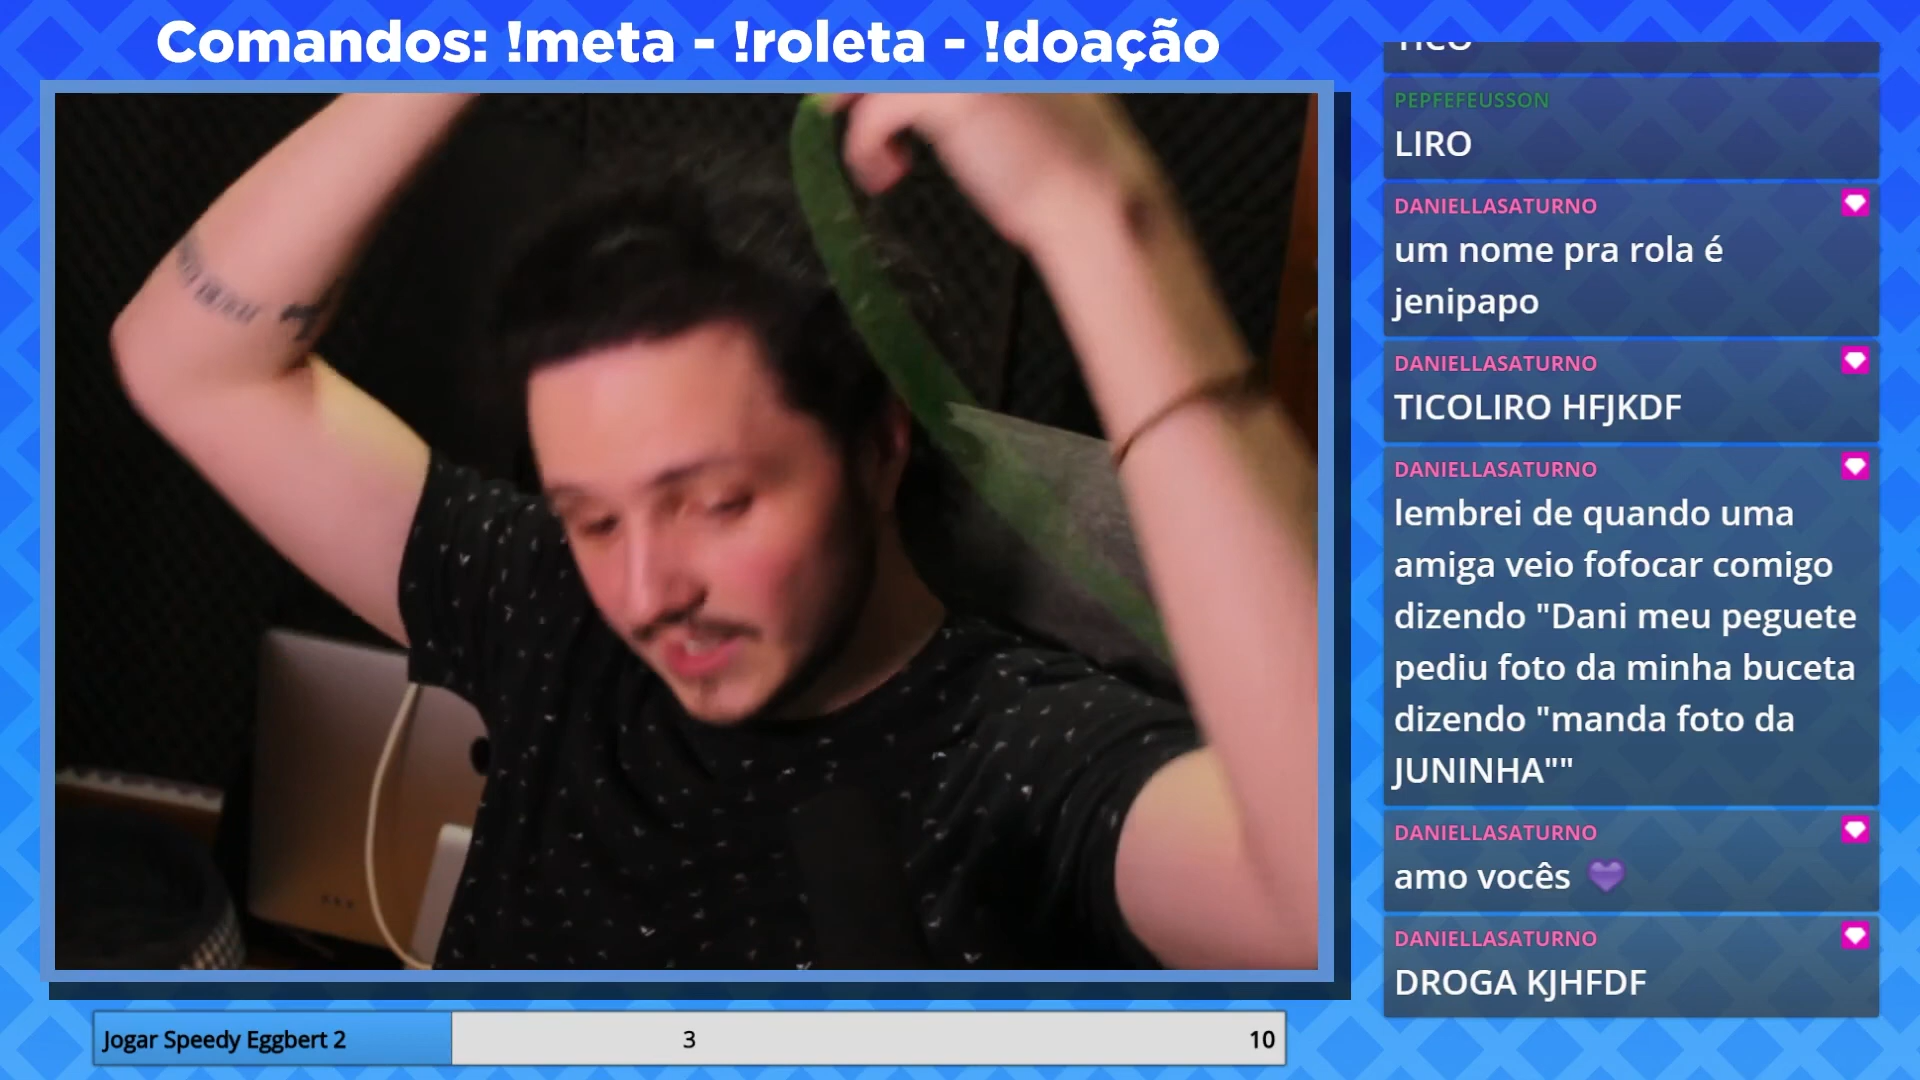 Comandos: !meta - !roleta - !doação
PEPFEFEUSSON
LIRO
DANIELLASATURNO
um nome pra rola é
jenipapo
DANIELLASATURNO
TICOLIRO HFJKDF
DANIELLASATURNO
lembrei de quando uma
amiga veio fofocar comigo
dizendo "Dani meu peguete
pediu foto da minha buceta
dizendo "manda foto da
JUNINHA""
DANIELLASATURNO
amo vocês 💜
DANIELLASATURNO
DROGA KJHFDF
Jogar Speedy Eggbert 2 3 10